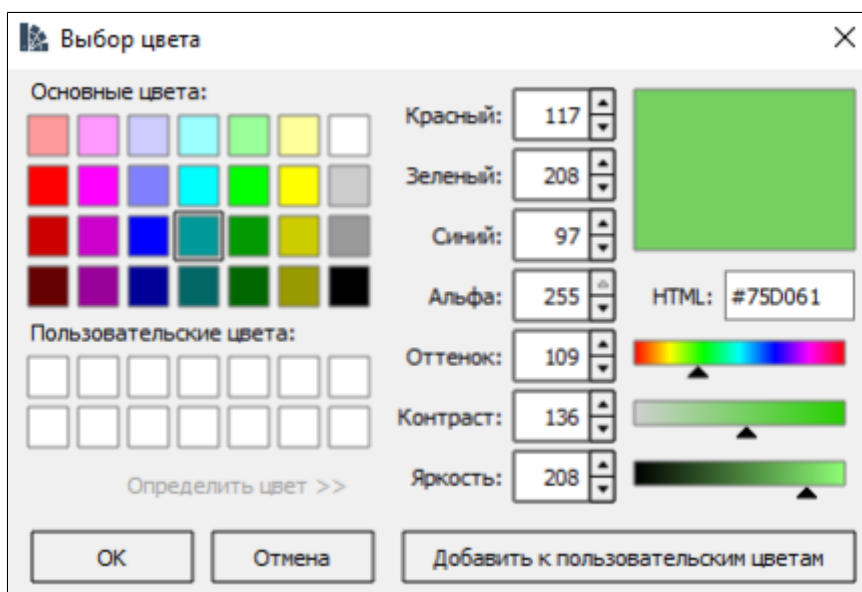 Выбор цвета
Основные цвета:
Пользовательские цвета:
Определить цвет >>
Красный: 117
Зеленый: 208
Синий: 97
Альфа: 255
HTML: #75D061
Оттенок: 109
Контраст: 136
Яркость: 208
OK
Отмена
Добавить к пользовательским цветам